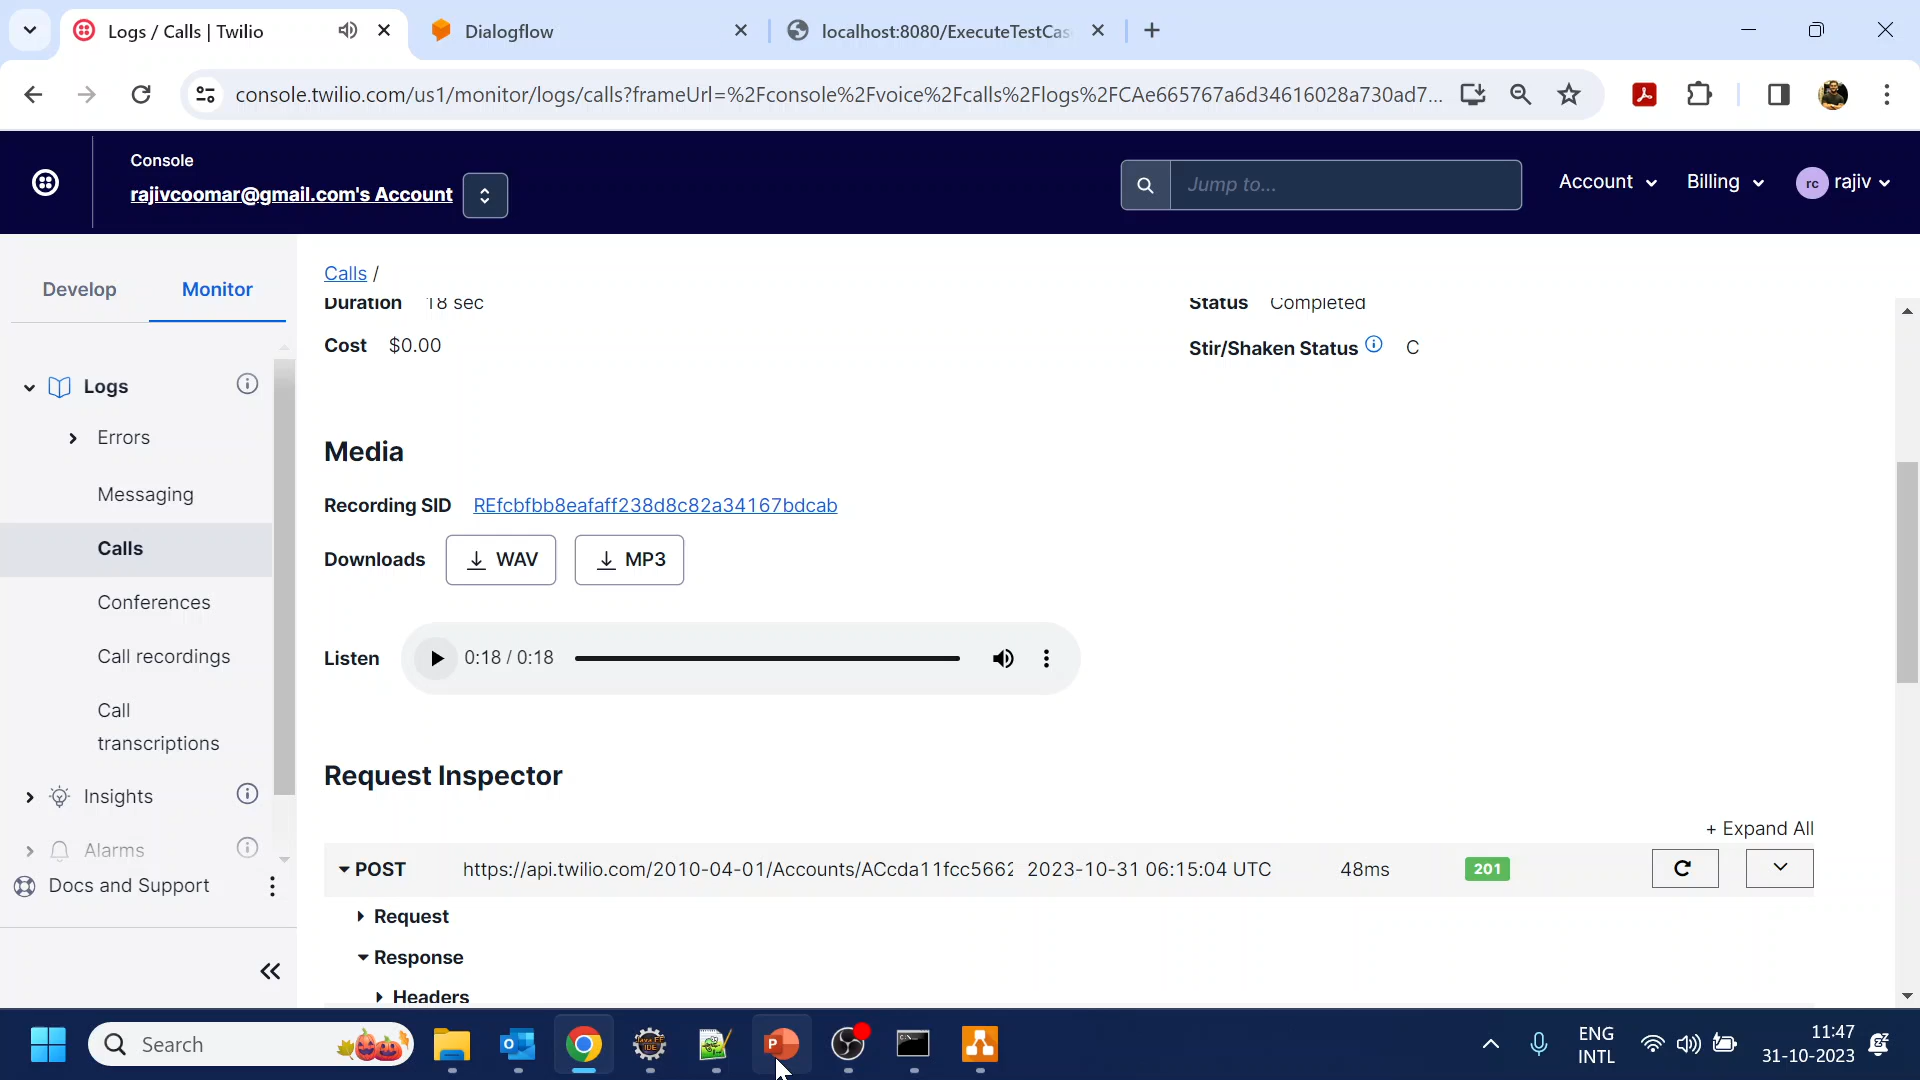 Logs / Calls | Twilio
Dialogflow
localhost:8080/ExecuteTestCas
console.twilio.com/us1/monitor/logs/calls?frameUrl=%2Fconsole%2Fvoice%2Fcalls%2Flogs%2FCAe665767a6d34616028a730ad7...
Console
rajivcoomar@gmail.com's Account
Jump to...
Account
Billing
rc
rajiv
Develop
Monitor
Logs
Errors
Messaging
Calls
Conferences
Call recordings
Call
transcriptions
Insights
Alarms
Docs and Support
Calls /
Duration 18 sec
Status Completed
Cost $0.00
Stir/Shaken Status C
Media
Recording SID REfcbfbb8eafaff238d8c82a34167bdcab
Downloads WAV MP3
Listen 0:18 / 0:18
Request Inspector
+ Expand All
POST https://api.twilio.com/2010-04-01/Accounts/ACcda11fcc5662 2023-10-31 06:15:04 UTC 48ms 201
Request
Response
Headers
Search
ENG
INTL
11:47
31-10-2023